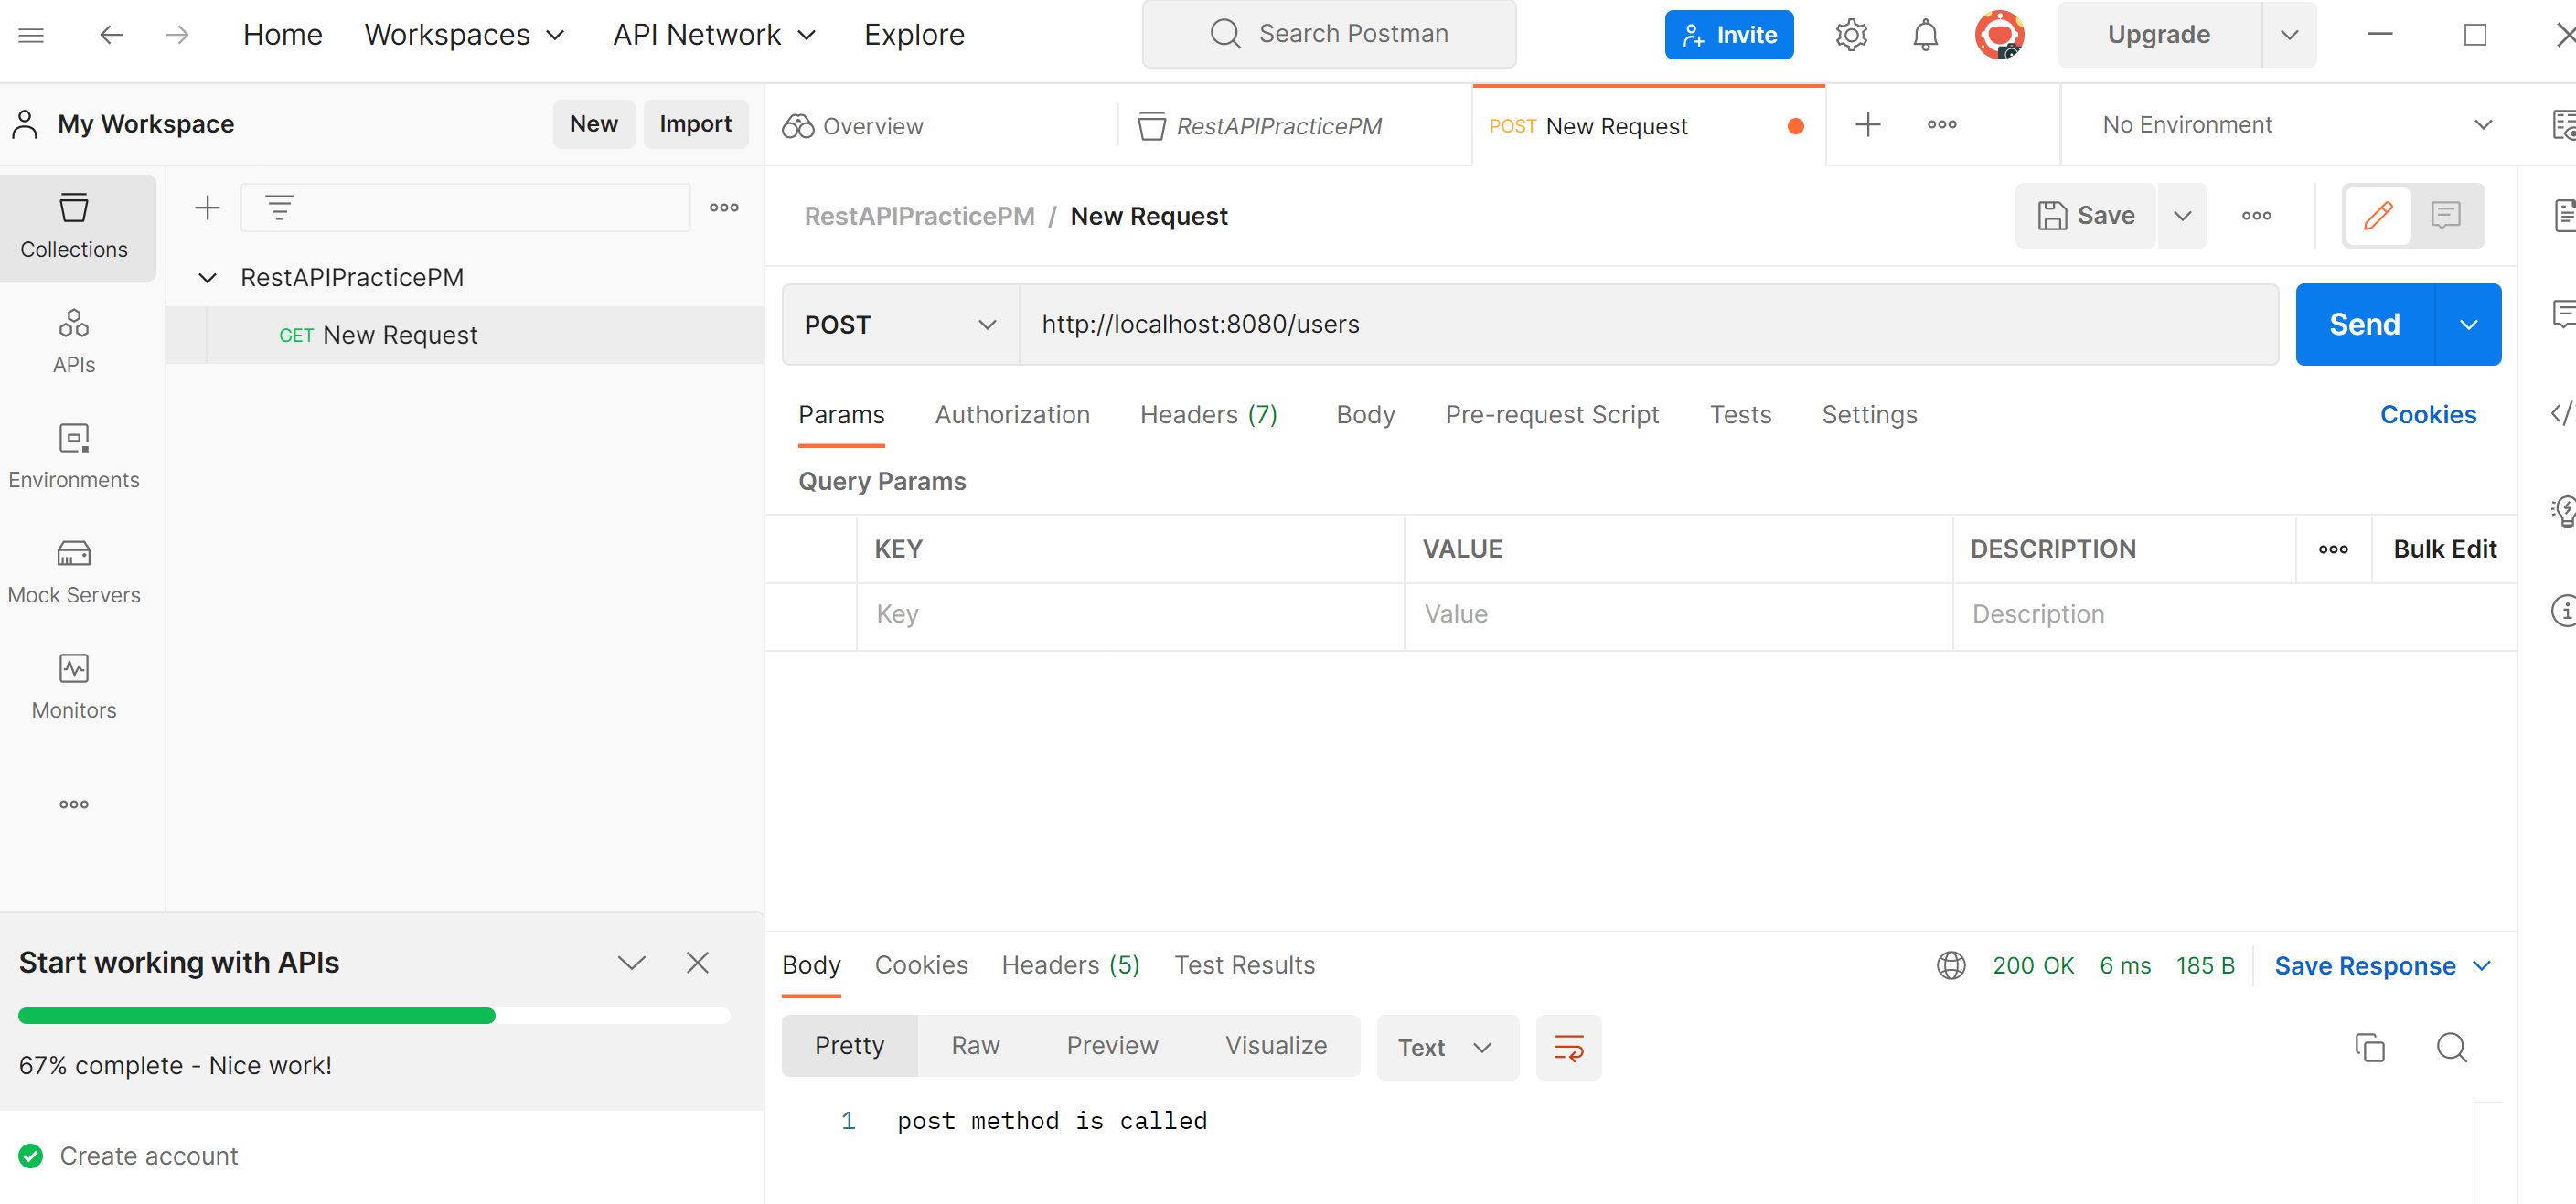 Home Workspaces API Network Explore Search Postman Invite Upgrade
My Workspace New Import
Overview RestAPIPracticePM POST New Request No Environment
Collections
APIs
Environments
Mock Servers
Monitors
RestAPIPracticePM
GET New Request
RestAPIPracticePM / New Request Save
POST http://localhost:8080/users Send
Params Authorization Headers (7) Body Pre-request Script Tests Settings Cookies
Query Params
KEY VALUE DESCRIPTION Bulk Edit
Key Value Description
Start working with APIs
67% complete - Nice work!
Create account
Body Cookies Headers (5) Test Results 200 OK 6 ms 185 B Save Response
Pretty Raw Preview Visualize Text
1 post method is called